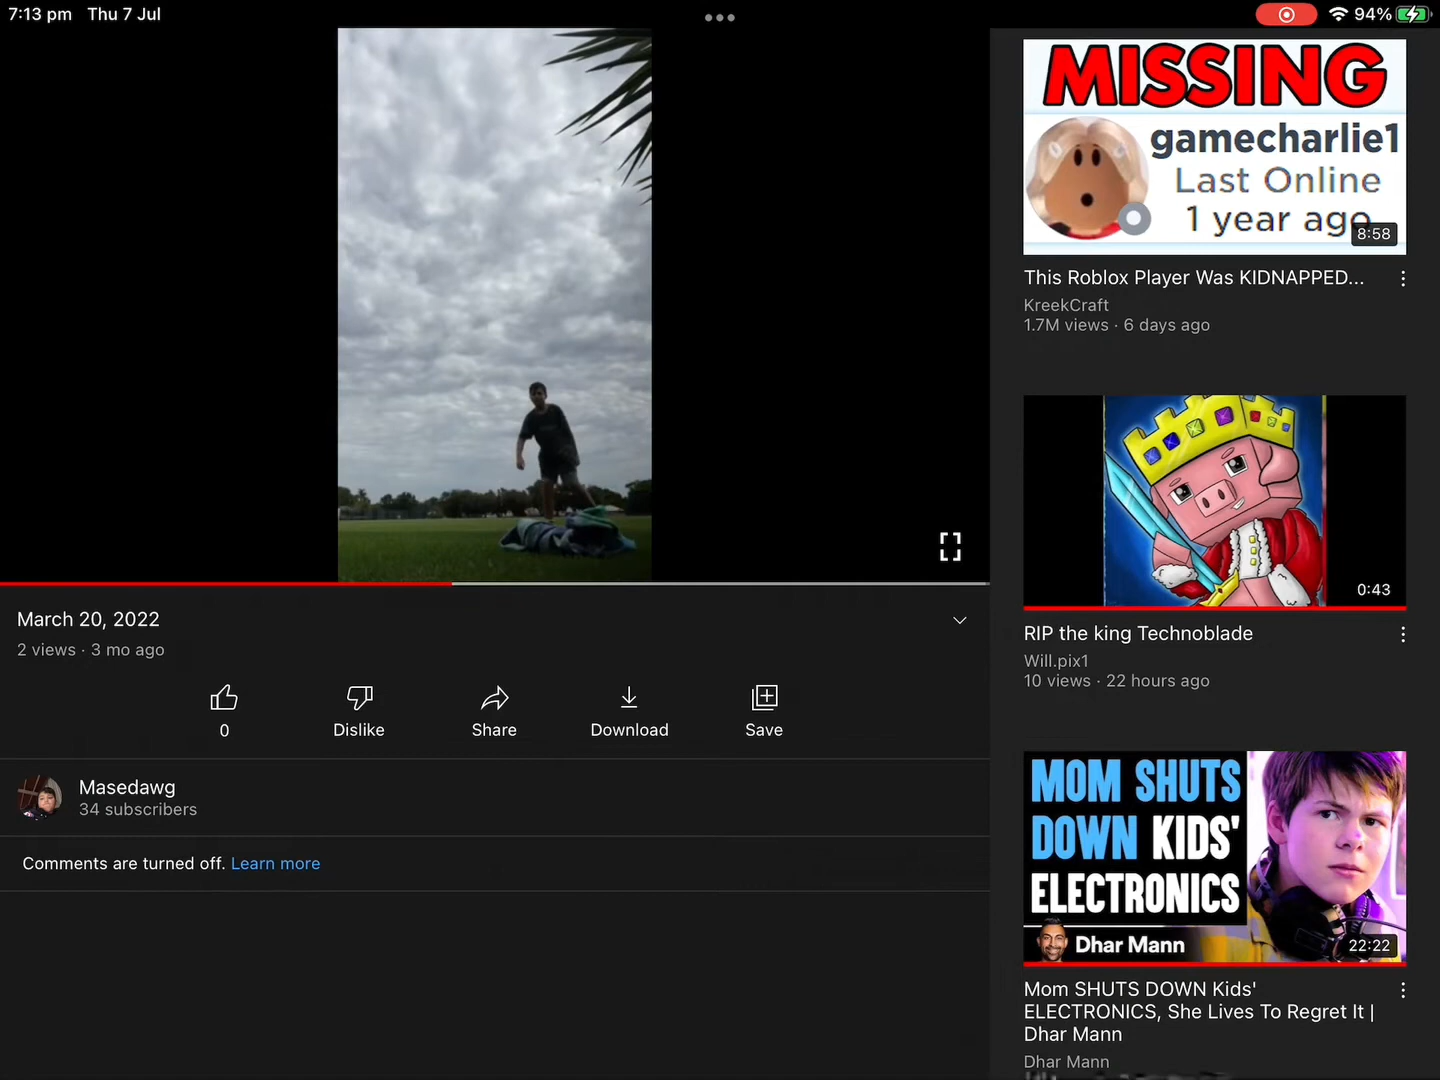 7:13 pm Thu 7 Jul
94%
MISSING
gamecharlie1
Last Online
1 year ago
8:58
This Roblox Player Was KIDNAPPED...
KreekCraft
1.7M views · 6 days ago
0:43
RIP the king Technoblade
Will.pix1
10 views · 22 hours ago
MOM SHUTS
DOWN KIDS'
ELECTRONICS
Dhar Mann
22:22
Mom SHUTS DOWN Kids'
ELECTRONICS, She Lives To Regret It |
Dhar Mann
Dhar Mann
March 20, 2022
2 views · 3 mo ago
0
Dislike
Share
Download
Save
Masedawg
34 subscribers
Comments are turned off. Learn more